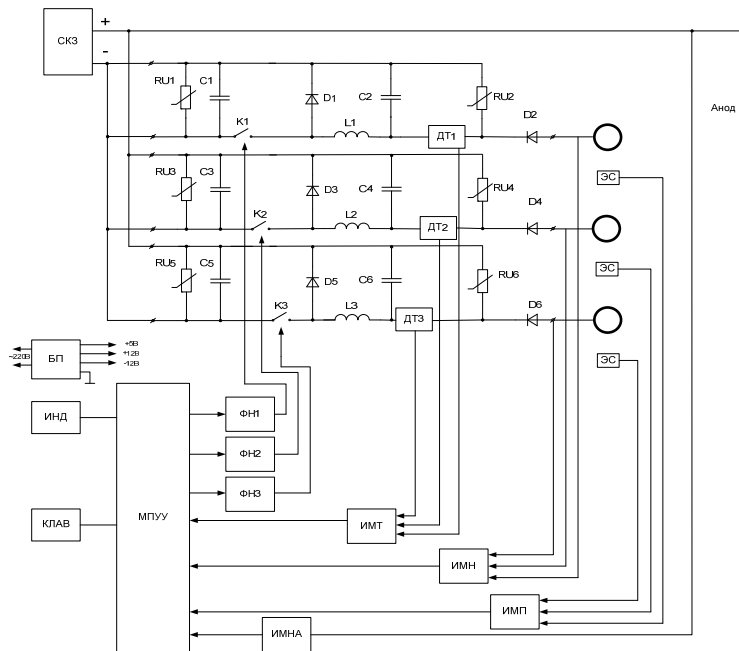 +
СКЗ
-
RU1 C1 D1 C2 RU2
K1 L1 ДТ1 D2
Анод
RU3 C3 D3 C4 RU4
ЭС
K2 L2 ДТ2 D4
RU5 C5 D5 C6 RU6
ЭС
K3 L3 ДТ3 D6
ЭС
~220В БП +5В
+12В
-12В
ИНД ФН1
ФН2
ФН3
КЛАВ МПУУ ИМТ
ИМН
ИМП
ИМНА